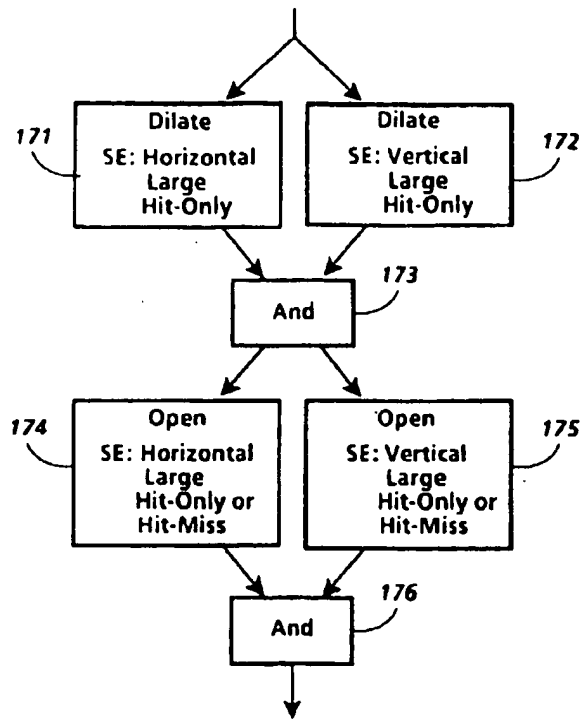 Dilate
SE: Horizontal
Large
Hit-Only
171
Dilate
SE: Vertical
Large
Hit-Only
172
And
173
Open
SE: Horizontal
Large
Hit-Only or
Hit-Miss
174
Open
SE: Vertical
Large
Hit-Only or
Hit-Miss
175
And
176